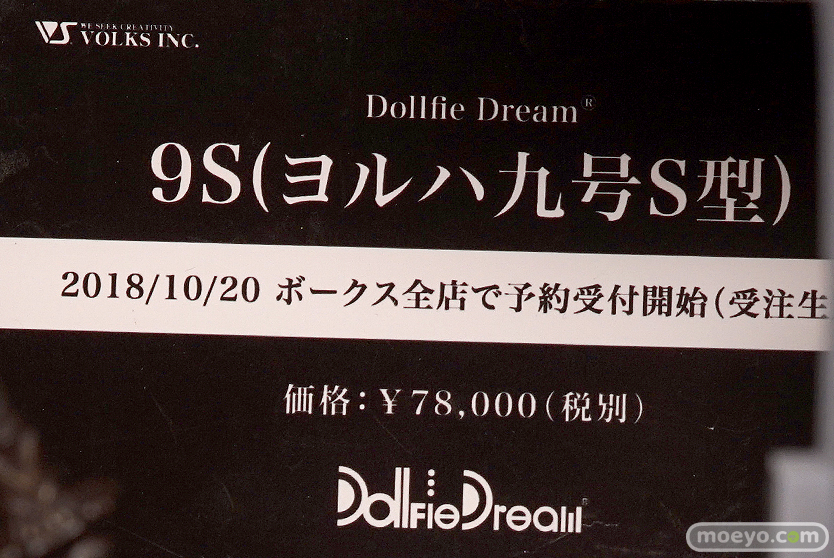 VS WE SEEK CREATIVITY
VOLKS INC.
Dollfie Dream®
9S(ヨルハ九号S型)
2018/10/20 ボークス全店で予約受付開始(受注生
価格:¥78,000(税別)
DollfieDream®
moeyo.com